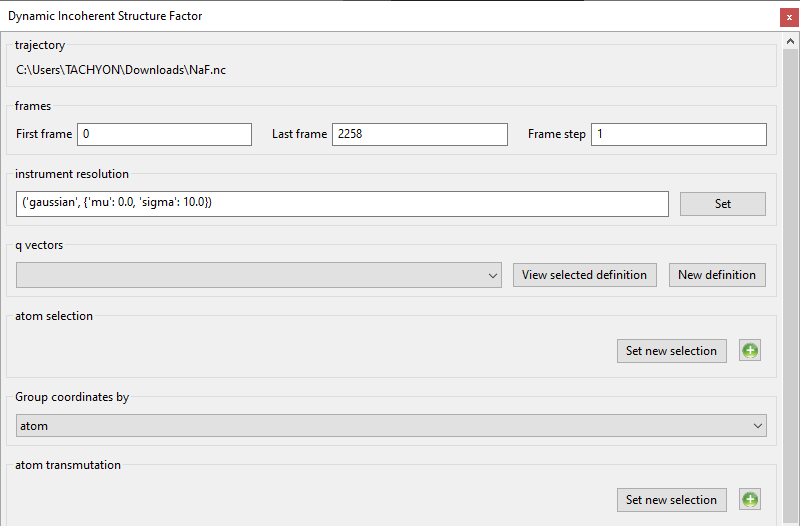 Dynamic Incoherent Structure Factor
trajectory
C:\Users\TACHYON\Downloads\NaF.nc
frames
First frame 0 Last frame 2258 Frame step 1
instrument resolution
('gaussian', {'mu': 0.0, 'sigma': 10.0}) Set
q vectors
View selected definition New definition
atom selection
Set new selection
Group coordinates by
atom
atom transmutation
Set new selection